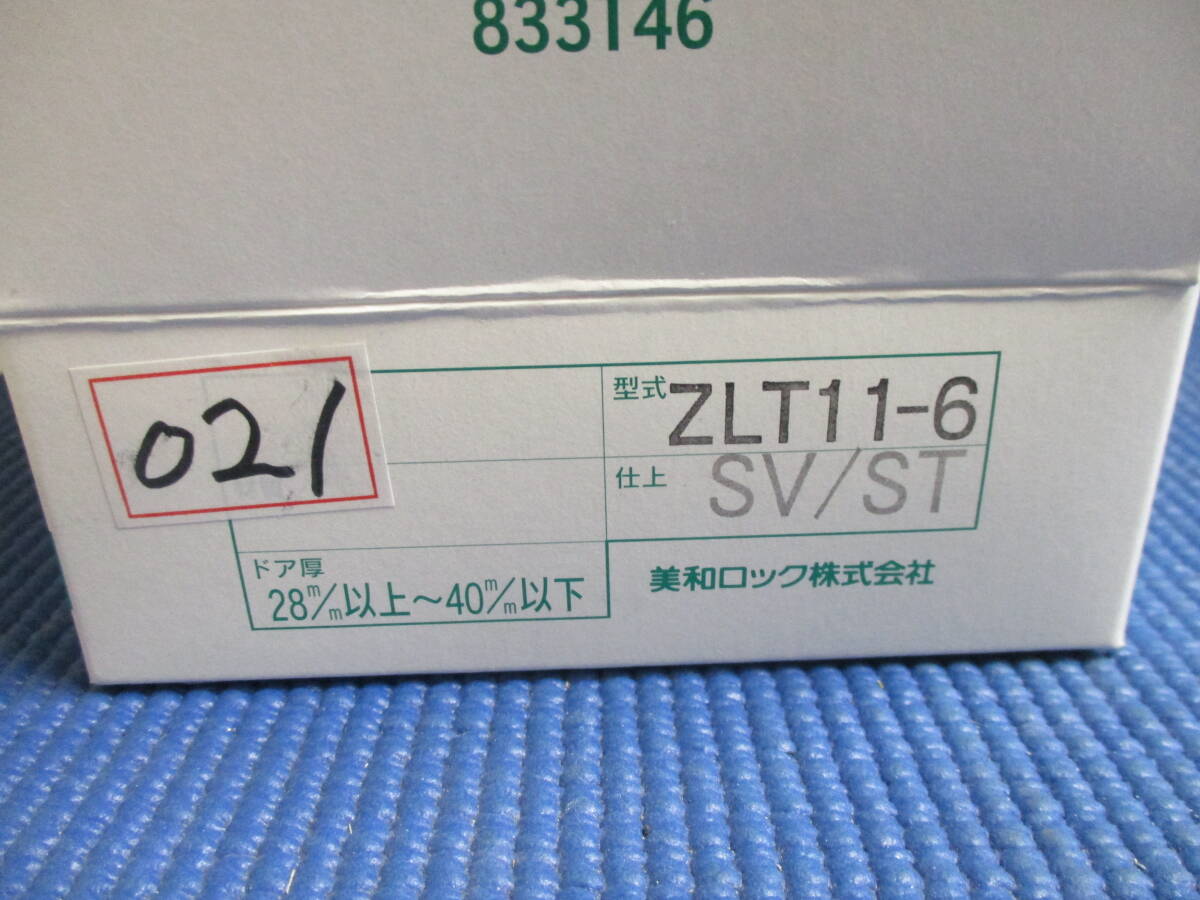 833146
021
型式 ZLT11-6
仕上 SV/ST
ドア厚
28m/m以上～40m/m以下
美和ロック株式会社